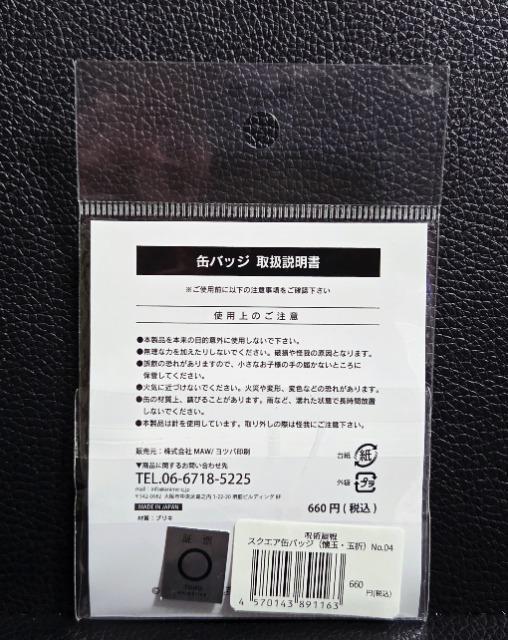 缶バッジ 取扱説明書
※ご使用前に以下の注意事項をご確認下さい
使用上のご注意
●本製品を本来の目的意外に使用しないで下さい。
●無理な力を加えたりしないでください。破損や怪我の原因となります。
●誤飲の恐れがありますので、小さなお子様の手の届かないところに
保管してください。
●火気に近づけないでください。火災や変形、変色などの恐れがあります。
●缶の材質上、錆びることがあります。雨など、濡れた状態で長時間放置
しないでください。
●本製品は針を使用しています。取り外しの際は怪我にご注意下さい。
販売元：株式会社 MAW/ ヨツバ印刷
▼商品に関するお問い合わせ先
TEL.06-6718-5225
台紙： 紙
外袋： プラ
MADE IN JAPAN
660円（税込）
材質：ブリキ
証紙
呪術廻戦
スクエア缶バッジ（懐玉・玉折）No.04
660
円(税込)
4 570143 891163